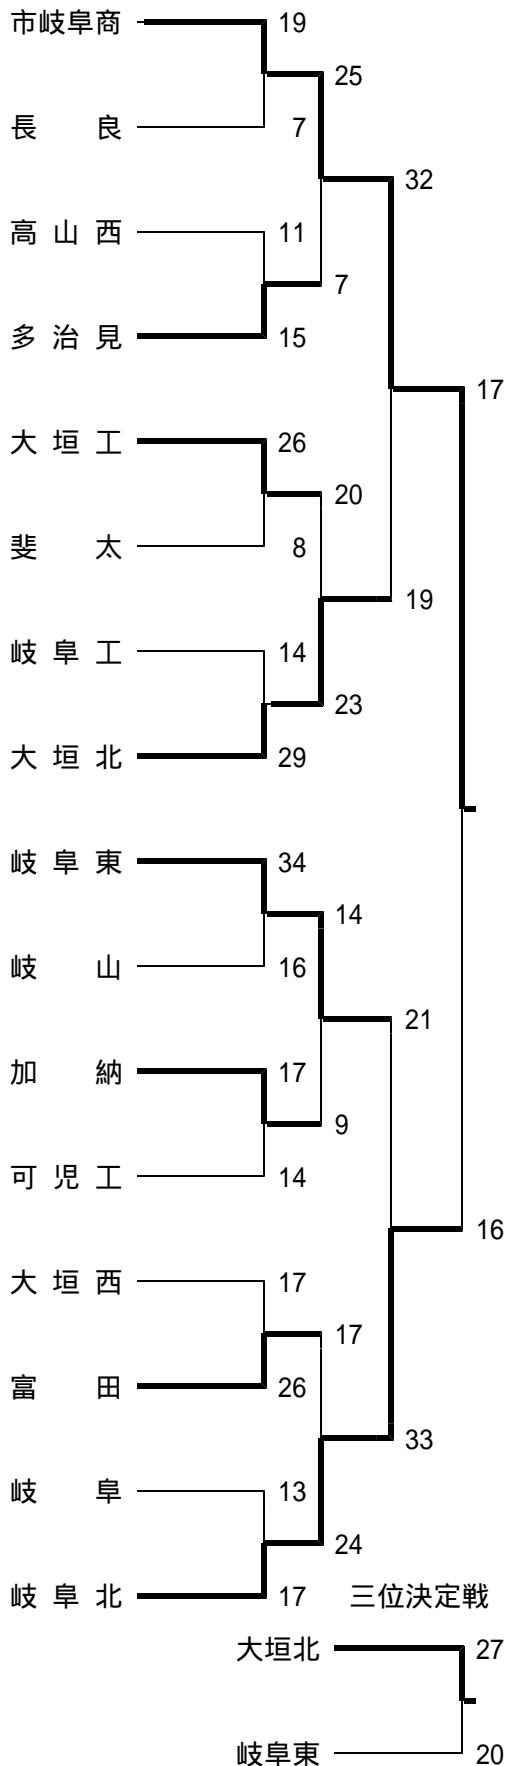 市岐阜商 19
25
長良 7
32
高山西 11
7
多治見 15
17
大垣工 26
20
斐太 8
19
岐阜工 14
23
大垣北 29
岐阜東 34
14
岐山 16
21
加納 17
9
可児工 14
16
大垣西 17
17
富田 26
33
岐阜 13
24
岐阜北 17 三位決定戦
大垣北 27
岐阜東 20